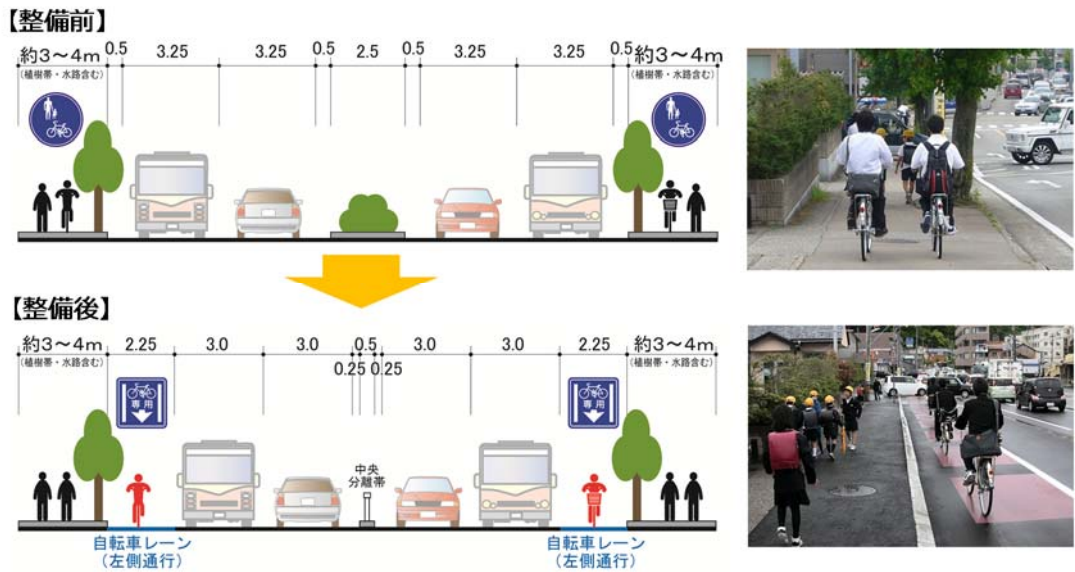 【整備前】
約3～4m 0.5 3.25 3.25 0.5 2.5 0.5 3.25 3.25 0.5 約3～4m
(植樹帯・水路含む) (植樹帯・水路含む)
【整備後】
約3～4m 2.25 3.0 3.0 0.5 3.0 3.0 2.25 約3～4m
(植樹帯・水路含む) 0.25 0.25 (植樹帯・水路含む)
専用 専用
中央
分離帯
自転車レーン 自転車レーン
(左側通行) (左側通行)